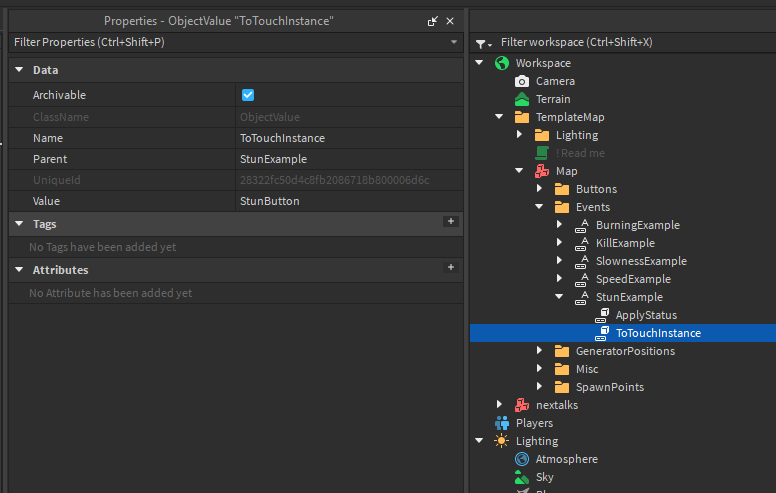 Properties - ObjectValue "ToTouchInstance"
Filter Properties (Ctrl+Shift+P)
Data
Archivable
ClassName ObjectValue
Name ToTouchInstance
Parent StunExample
UniqueId 28322fc50d4c8fb2086718b800006d6c
Value StunButton
Tags
No Tags have been added yet
Attributes
No Attribute has been added yet
Filter workspace (Ctrl+Shift+X)
Workspace
Camera
Terrain
TemplateMap
Lighting
! Read me
Map
Buttons
Events
BurningExample
KillExample
SlownessExample
SpeedExample
StunExample
ApplyStatus
ToTouchInstance
GeneratorPositions
Misc
SpawnPoints
nextalks
Players
Lighting
Atmosphere
Sky